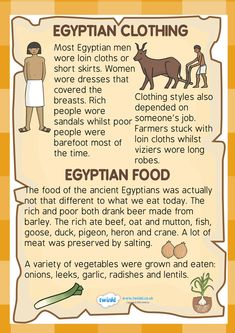 EGYPTIAN CLOTHING
Most Egyptian men
wore loin cloths or
short skirts. Women
wore dresses that
covered the
breasts. Rich
people wore
sandals whilst poor
people were
barefoot most of
the time.
Clothing styles also
depended on
someone's job.
Farmers stuck with
loin cloths whilst
viziers wore long
robes.
EGYPTIAN FOOD
The food of the ancient Egyptians was actually
not that different to what we eat today. The
rich and poor both drank beer made from
barley. The rich ate beef, oat and mutton, fish,
goose, duck, pigeon, heron and crane. A lot of
meat was preserved by salting.
A variety of vegetables were grown and eaten:
onions, leeks, garlic, radishes and lentils.
twinkl
www.twinkl.co.uk